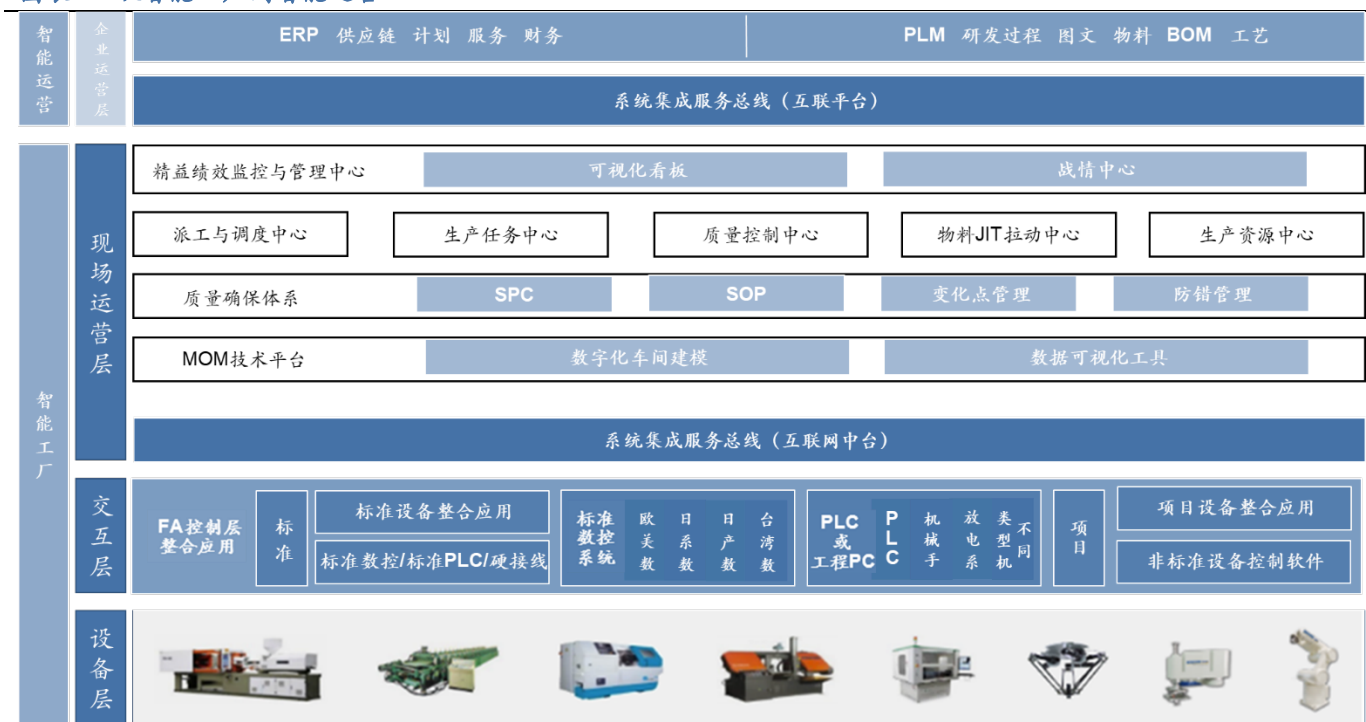 智能运营
企业运营层
ERP 供应链 计划 服务 财务
PLM 研发过程 图文 物料 BOM 工艺
系统集成服务总线（互联平台）
智能工厂
现场运营层
精益绩效监控与管理中心
可视化看板
战情中心
派工与调度中心
生产任务中心
质量控制中心
物料JIT拉动中心
生产资源中心
质量确保体系
SPC
SOP
变化点管理
防错管理
MOM技术平台
数字化车间建模
数据可视化工具
系统集成服务总线（互联网中台）
交互层
FA控制层
整合应用
标准
标准设备整合应用
标准数控/标准PLC/硬接线
标准
数控
系统
欧美数
日系数
日产数
台湾数
PLC
或
工程PC
PLC
机械手
放电系
类型机
不同
项目
项目设备整合应用
非标准设备控制软件
设备层